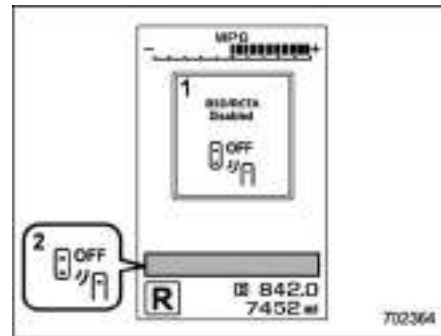 MPG
- +
1
BSD/RCTA
Disabled
OFF
2
OFF
R
842.0
7452 mi
702364